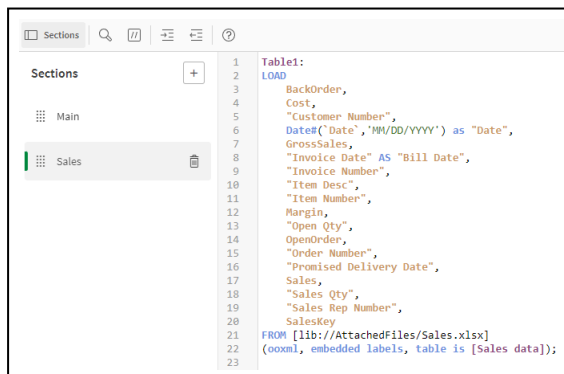 Sections
Sections
+
Main
Sales
1 Table1:
2 LOAD
3 BackOrder,
4 Cost,
5 "Customer Number",
6 Date#(`Date`,'MM/DD/YYYY') as "Date",
7 GrossSales,
8 "Invoice Date" AS "Bill Date",
9 "Invoice Number",
10 "Item Desc",
11 "Item Number",
12 Margin,
13 "Open Qty",
14 OpenOrder,
15 "Order Number",
16 "Promised Delivery Date",
17 Sales,
18 "Sales Qty",
19 "Sales Rep Number",
20 SalesKey
21 FROM [lib://AttachedFiles/Sales.xlsx]
22 (ooxml, embedded labels, table is [Sales data]);
23